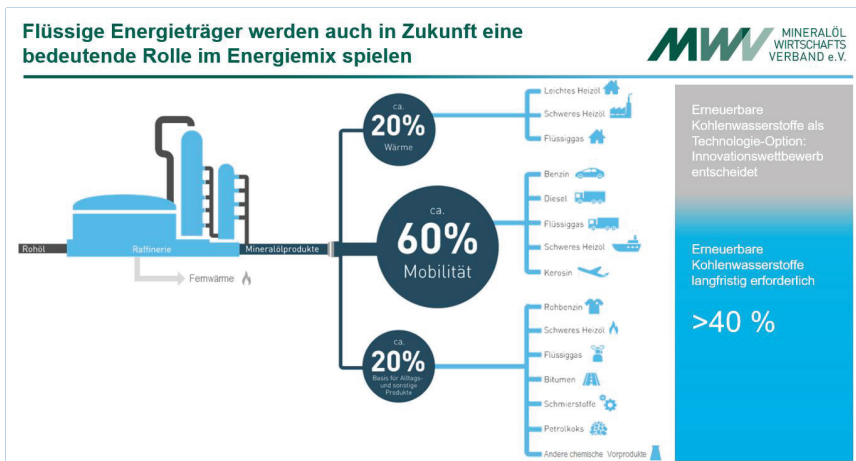 Flüssige Energieträger werden auch in Zukunft eine
bedeutende Rolle im Energiemix spielen
MWV
MINERALÖL
WIRTSCHAFTS
VERBAND e.V.
Rohöl
Raffinerie
Mineralölprodukte
Fernwärme
ca.
20%
Wärme
Leichtes Heizöl
Schweres Heizöl
Flüssiggas
ca.
60%
Mobilität
Benzin
Diesel
Flüssiggas
Schweres Heizöl
Kerosin
ca.
20%
Basis für Alltags-
und sonstige
Produkte
Rohbenzin
Schweres Heizöl
Flüssiggas
Bitumen
Schmierstoffe
Petrolkoks
Andere chemische Vorprodukte
Erneuerbare
Kohlenwasserstoffe als
Technologie-Option:
Innovationswettbewerb
entscheidet
Erneuerbare
Kohlenwasserstoffe
langfristig erforderlich
>40 %